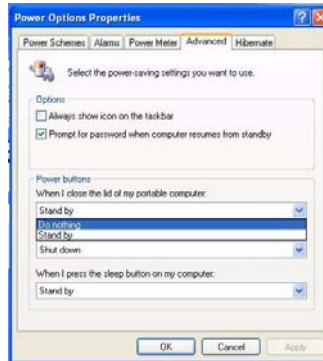 Power Options Properties
Power Schemes Alarms Power Meter Advanced Hibernate
Select the power-saving settings you want to use.
Options
Always show icon on the taskbar
Prompt for password when computer resumes from standby
Power buttons
When I close the lid of my portable computer:
Stand by
Do nothing
Stand by
Shut down
When I press the sleep button on my computer:
Stand by
OK Cancel Apply